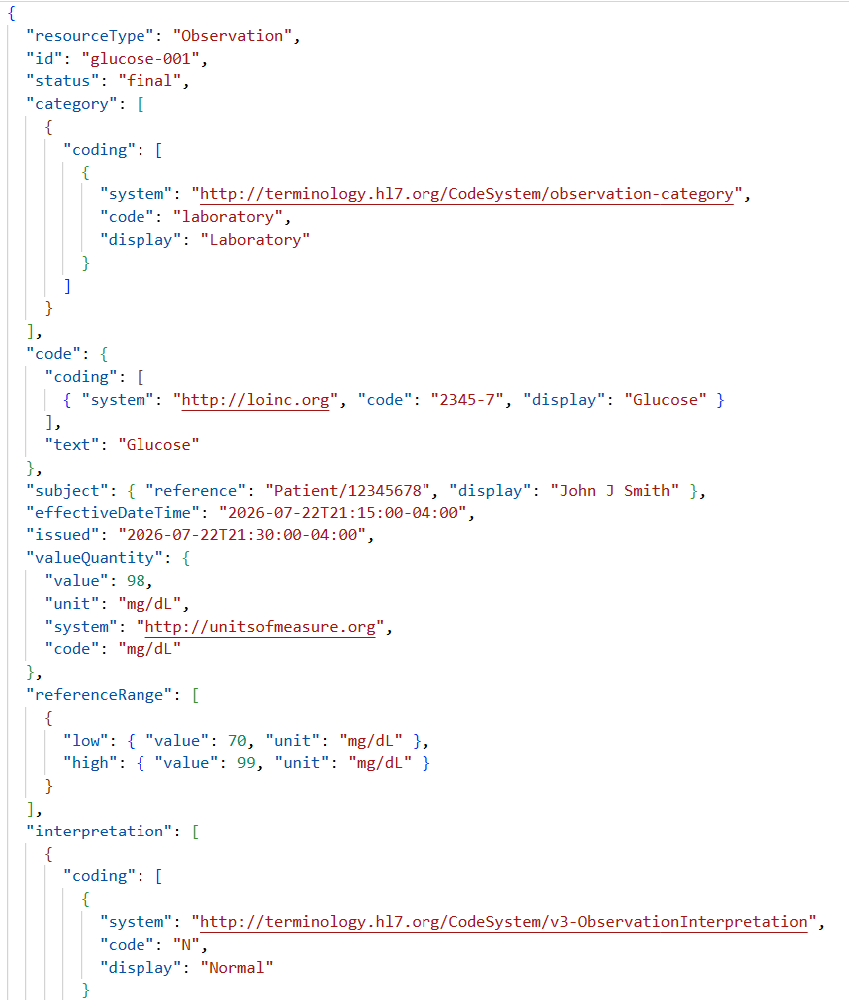 {
  "resourceType": "Observation",
  "id": "glucose-001",
  "status": "final",
  "category": [
    {
      "coding": [
        {
          "system": "http://terminology.hl7.org/CodeSystem/observation-category",
          "code": "laboratory",
          "display": "Laboratory"
        }
      ]
    }
  ],
  "code": {
    "coding": [
      { "system": "http://loinc.org", "code": "2345-7", "display": "Glucose" }
    ],
    "text": "Glucose"
  },
  "subject": { "reference": "Patient/12345678", "display": "John J Smith" },
  "effectiveDateTime": "2026-07-22T21:15:00-04:00",
  "issued": "2026-07-22T21:30:00-04:00",
  "valueQuantity": {
    "value": 98,
    "unit": "mg/dL",
    "system": "http://unitsofmeasure.org",
    "code": "mg/dL"
  },
  "referenceRange": [
    {
      "low": { "value": 70, "unit": "mg/dL" },
      "high": { "value": 99, "unit": "mg/dL" }
    }
  ],
  "interpretation": [
    {
      "coding": [
        {
          "system": "http://terminology.hl7.org/CodeSystem/v3-ObservationInterpretation",
          "code": "N",
          "display": "Normal"
        }